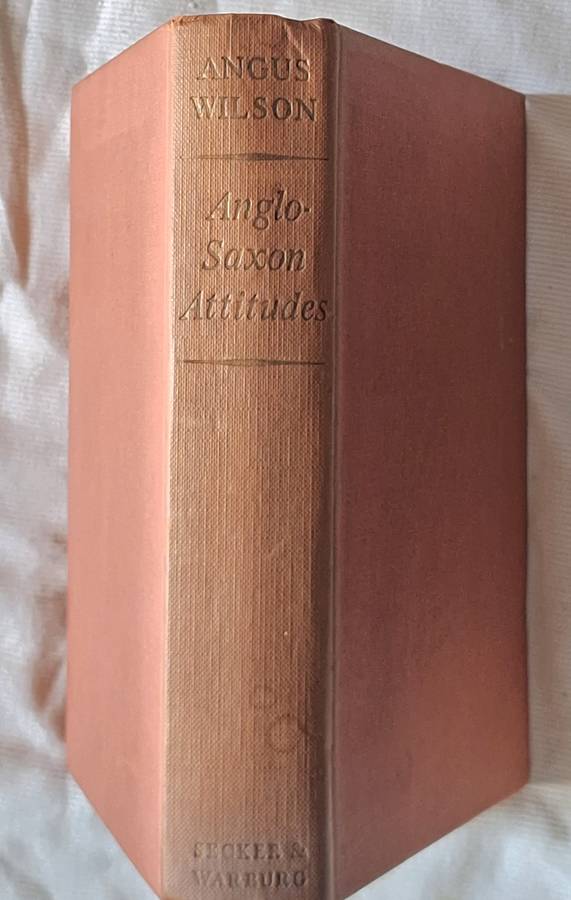 ANGUS
WILSON
Anglo-
Saxon
Attitudes
SECKER &
WARBURG